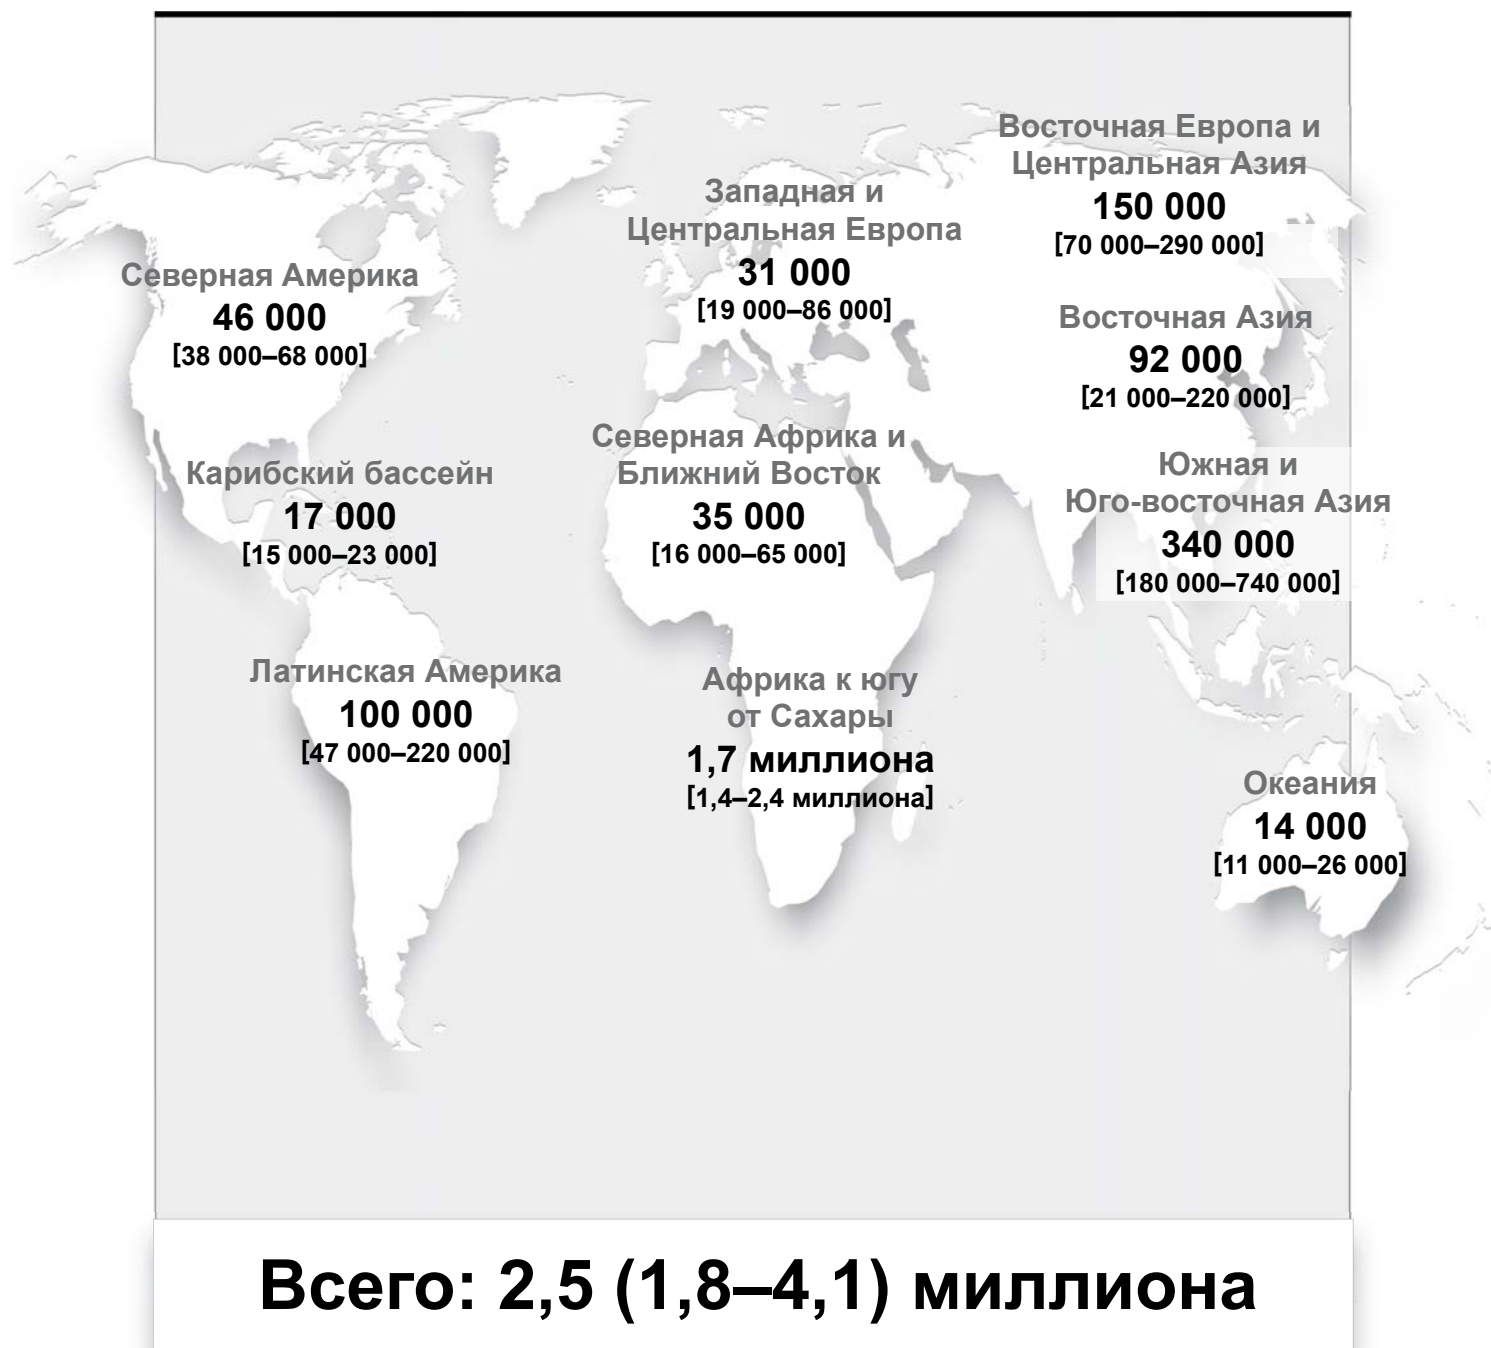 Восточная Европа и
Центральная Азия
150 000
[70 000–290 000]
Западная и
Центральная Европа
31 000
[19 000–86 000]
Северная Америка
46 000
[38 000–68 000]
Восточная Азия
92 000
[21 000–220 000]
Северная Африка и
Ближний Восток
35 000
[16 000–65 000]
Карибский бассейн
17 000
[15 000–23 000]
Южная и
Юго-восточная Азия
340 000
[180 000–740 000]
Латинская Америка
100 000
[47 000–220 000]
Африка к югу
от Сахары
1,7 миллиона
[1,4–2,4 миллиона]
Океания
14 000
[11 000–26 000]
Всего: 2,5 (1,8–4,1) миллиона